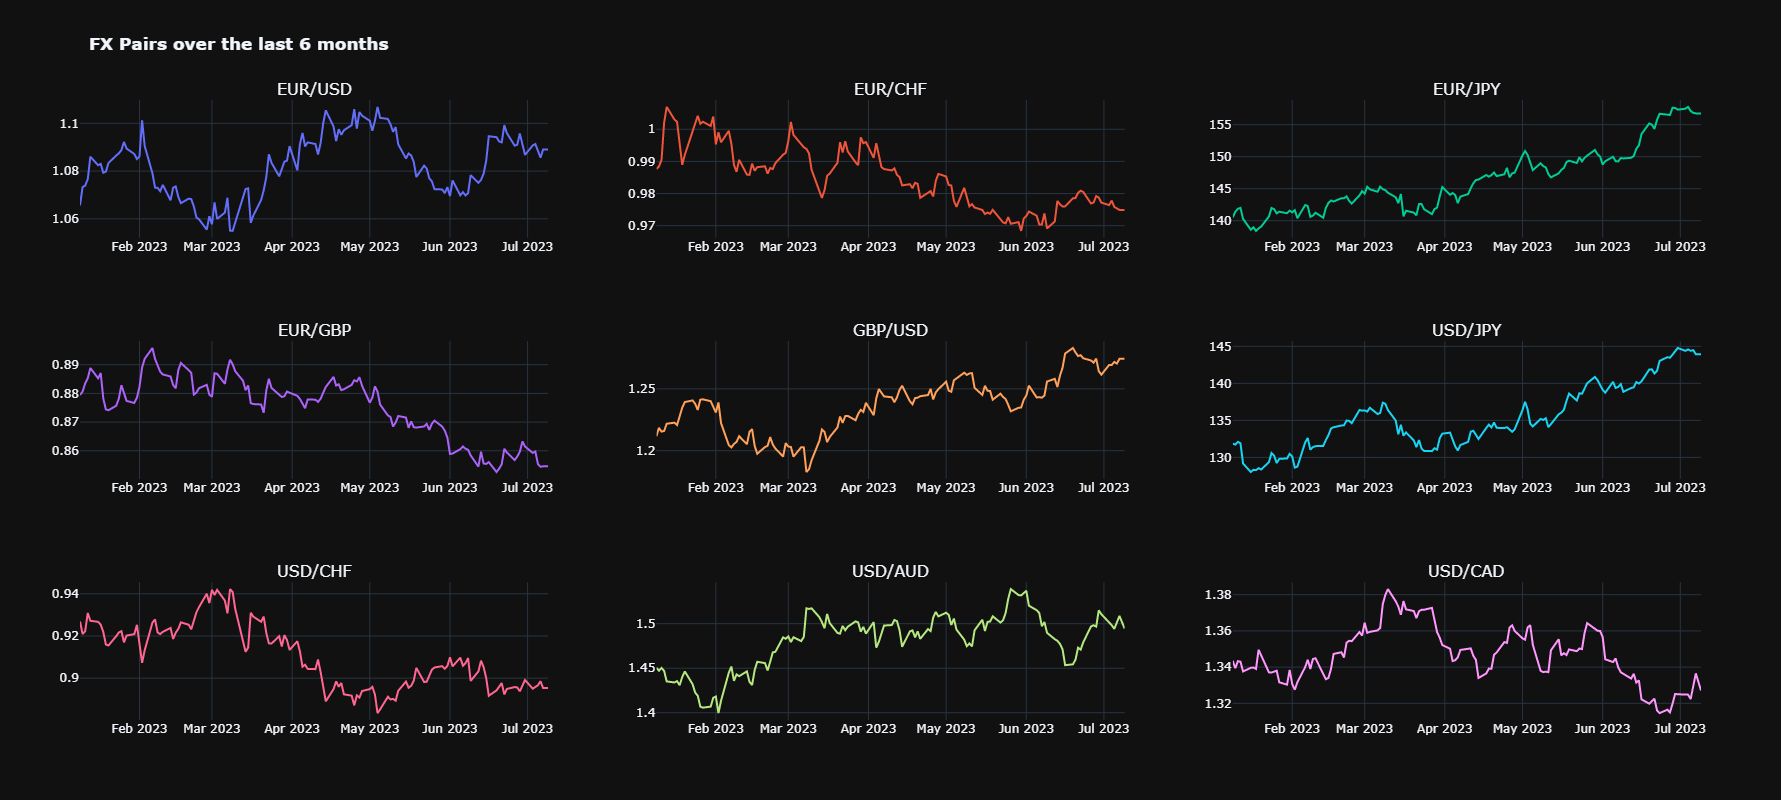 FX Pairs over the last 6 months
EUR/USD
1.1
1.08
1.06
Feb 2023 Mar 2023 Apr 2023 May 2023 Jun 2023 Jul 2023
EUR/CHF
1
0.99
0.98
0.97
Feb 2023 Mar 2023 Apr 2023 May 2023 Jun 2023 Jul 2023
EUR/JPY
155
150
145
140
Feb 2023 Mar 2023 Apr 2023 May 2023 Jun 2023 Jul 2023
EUR/GBP
0.89
0.88
0.87
0.86
Feb 2023 Mar 2023 Apr 2023 May 2023 Jun 2023 Jul 2023
GBP/USD
1.25
1.2
Feb 2023 Mar 2023 Apr 2023 May 2023 Jun 2023 Jul 2023
USD/JPY
145
140
135
130
Feb 2023 Mar 2023 Apr 2023 May 2023 Jun 2023 Jul 2023
USD/CHF
0.94
0.92
0.9
Feb 2023 Mar 2023 Apr 2023 May 2023 Jun 2023 Jul 2023
USD/AUD
1.5
1.45
1.4
Feb 2023 Mar 2023 Apr 2023 May 2023 Jun 2023 Jul 2023
USD/CAD
1.38
1.36
1.34
1.32
Feb 2023 Mar 2023 Apr 2023 May 2023 Jun 2023 Jul 2023